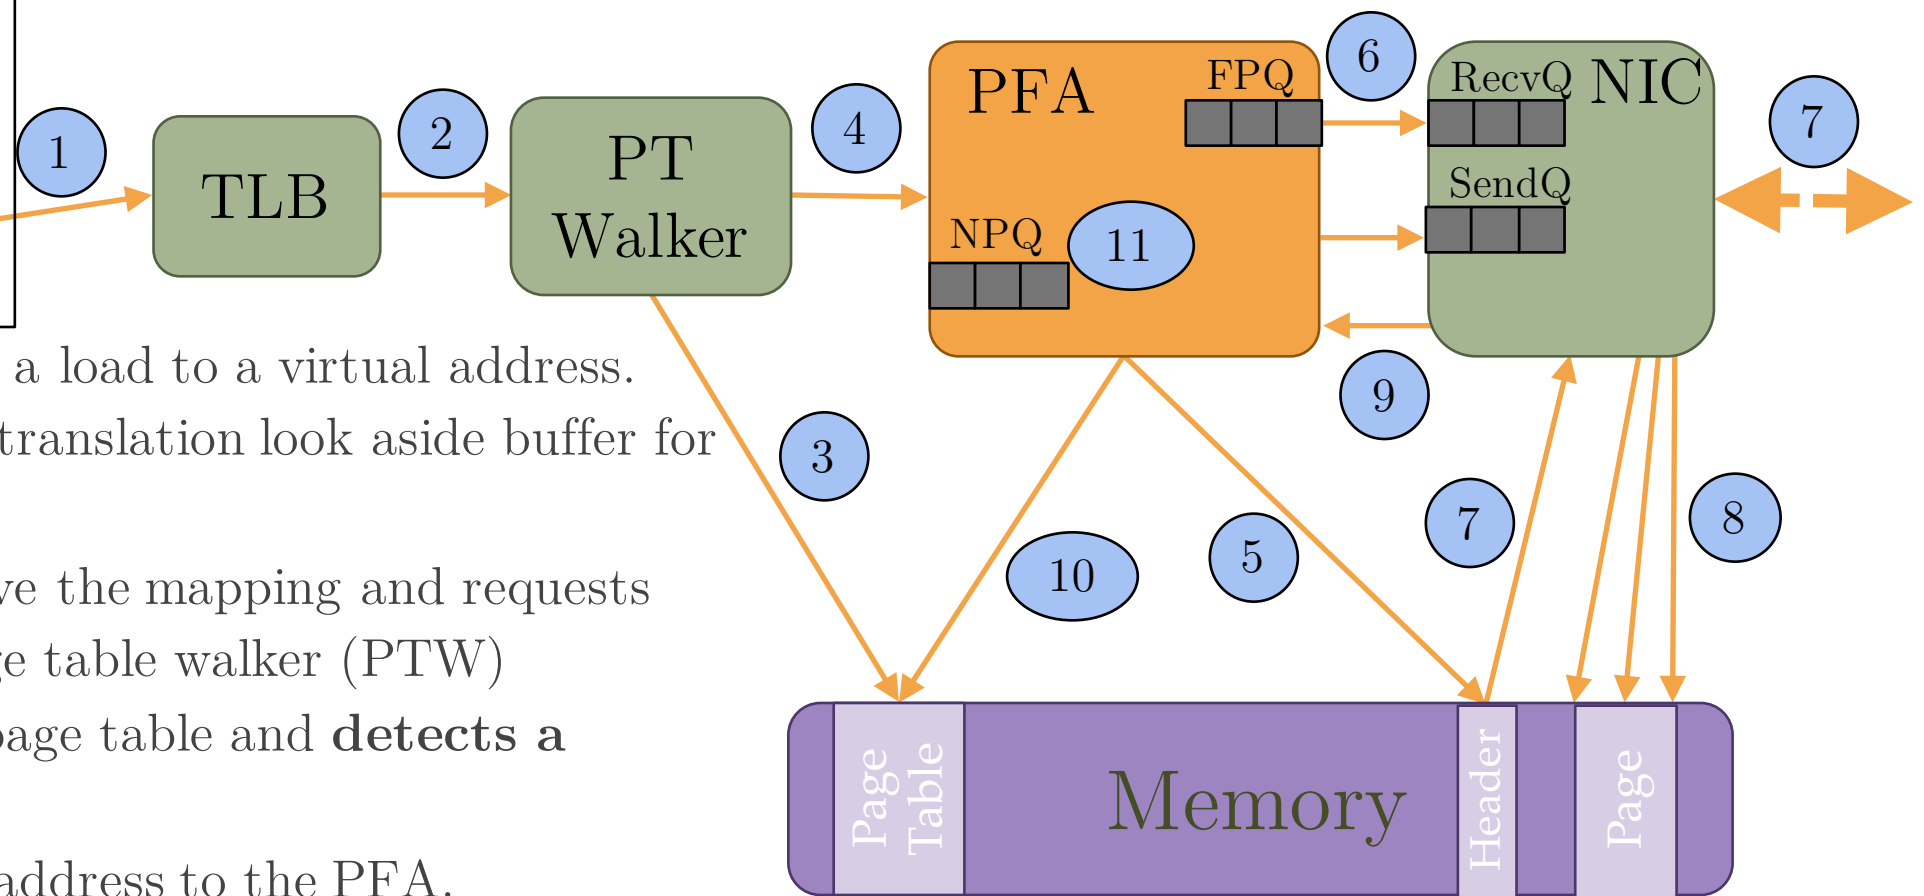 6
FPQ
RecvQ
NIC
PFA
7
4
2
1
PT
Walker
TLB
SendQ
NPQ
11
a load to a virtual address.
9
translation look aside buffer for
3
7
8
5
10
the mapping and requests
table walker (PTW)
table and detects a
address to the PFA.
Page
Table
Memory
Header
Page